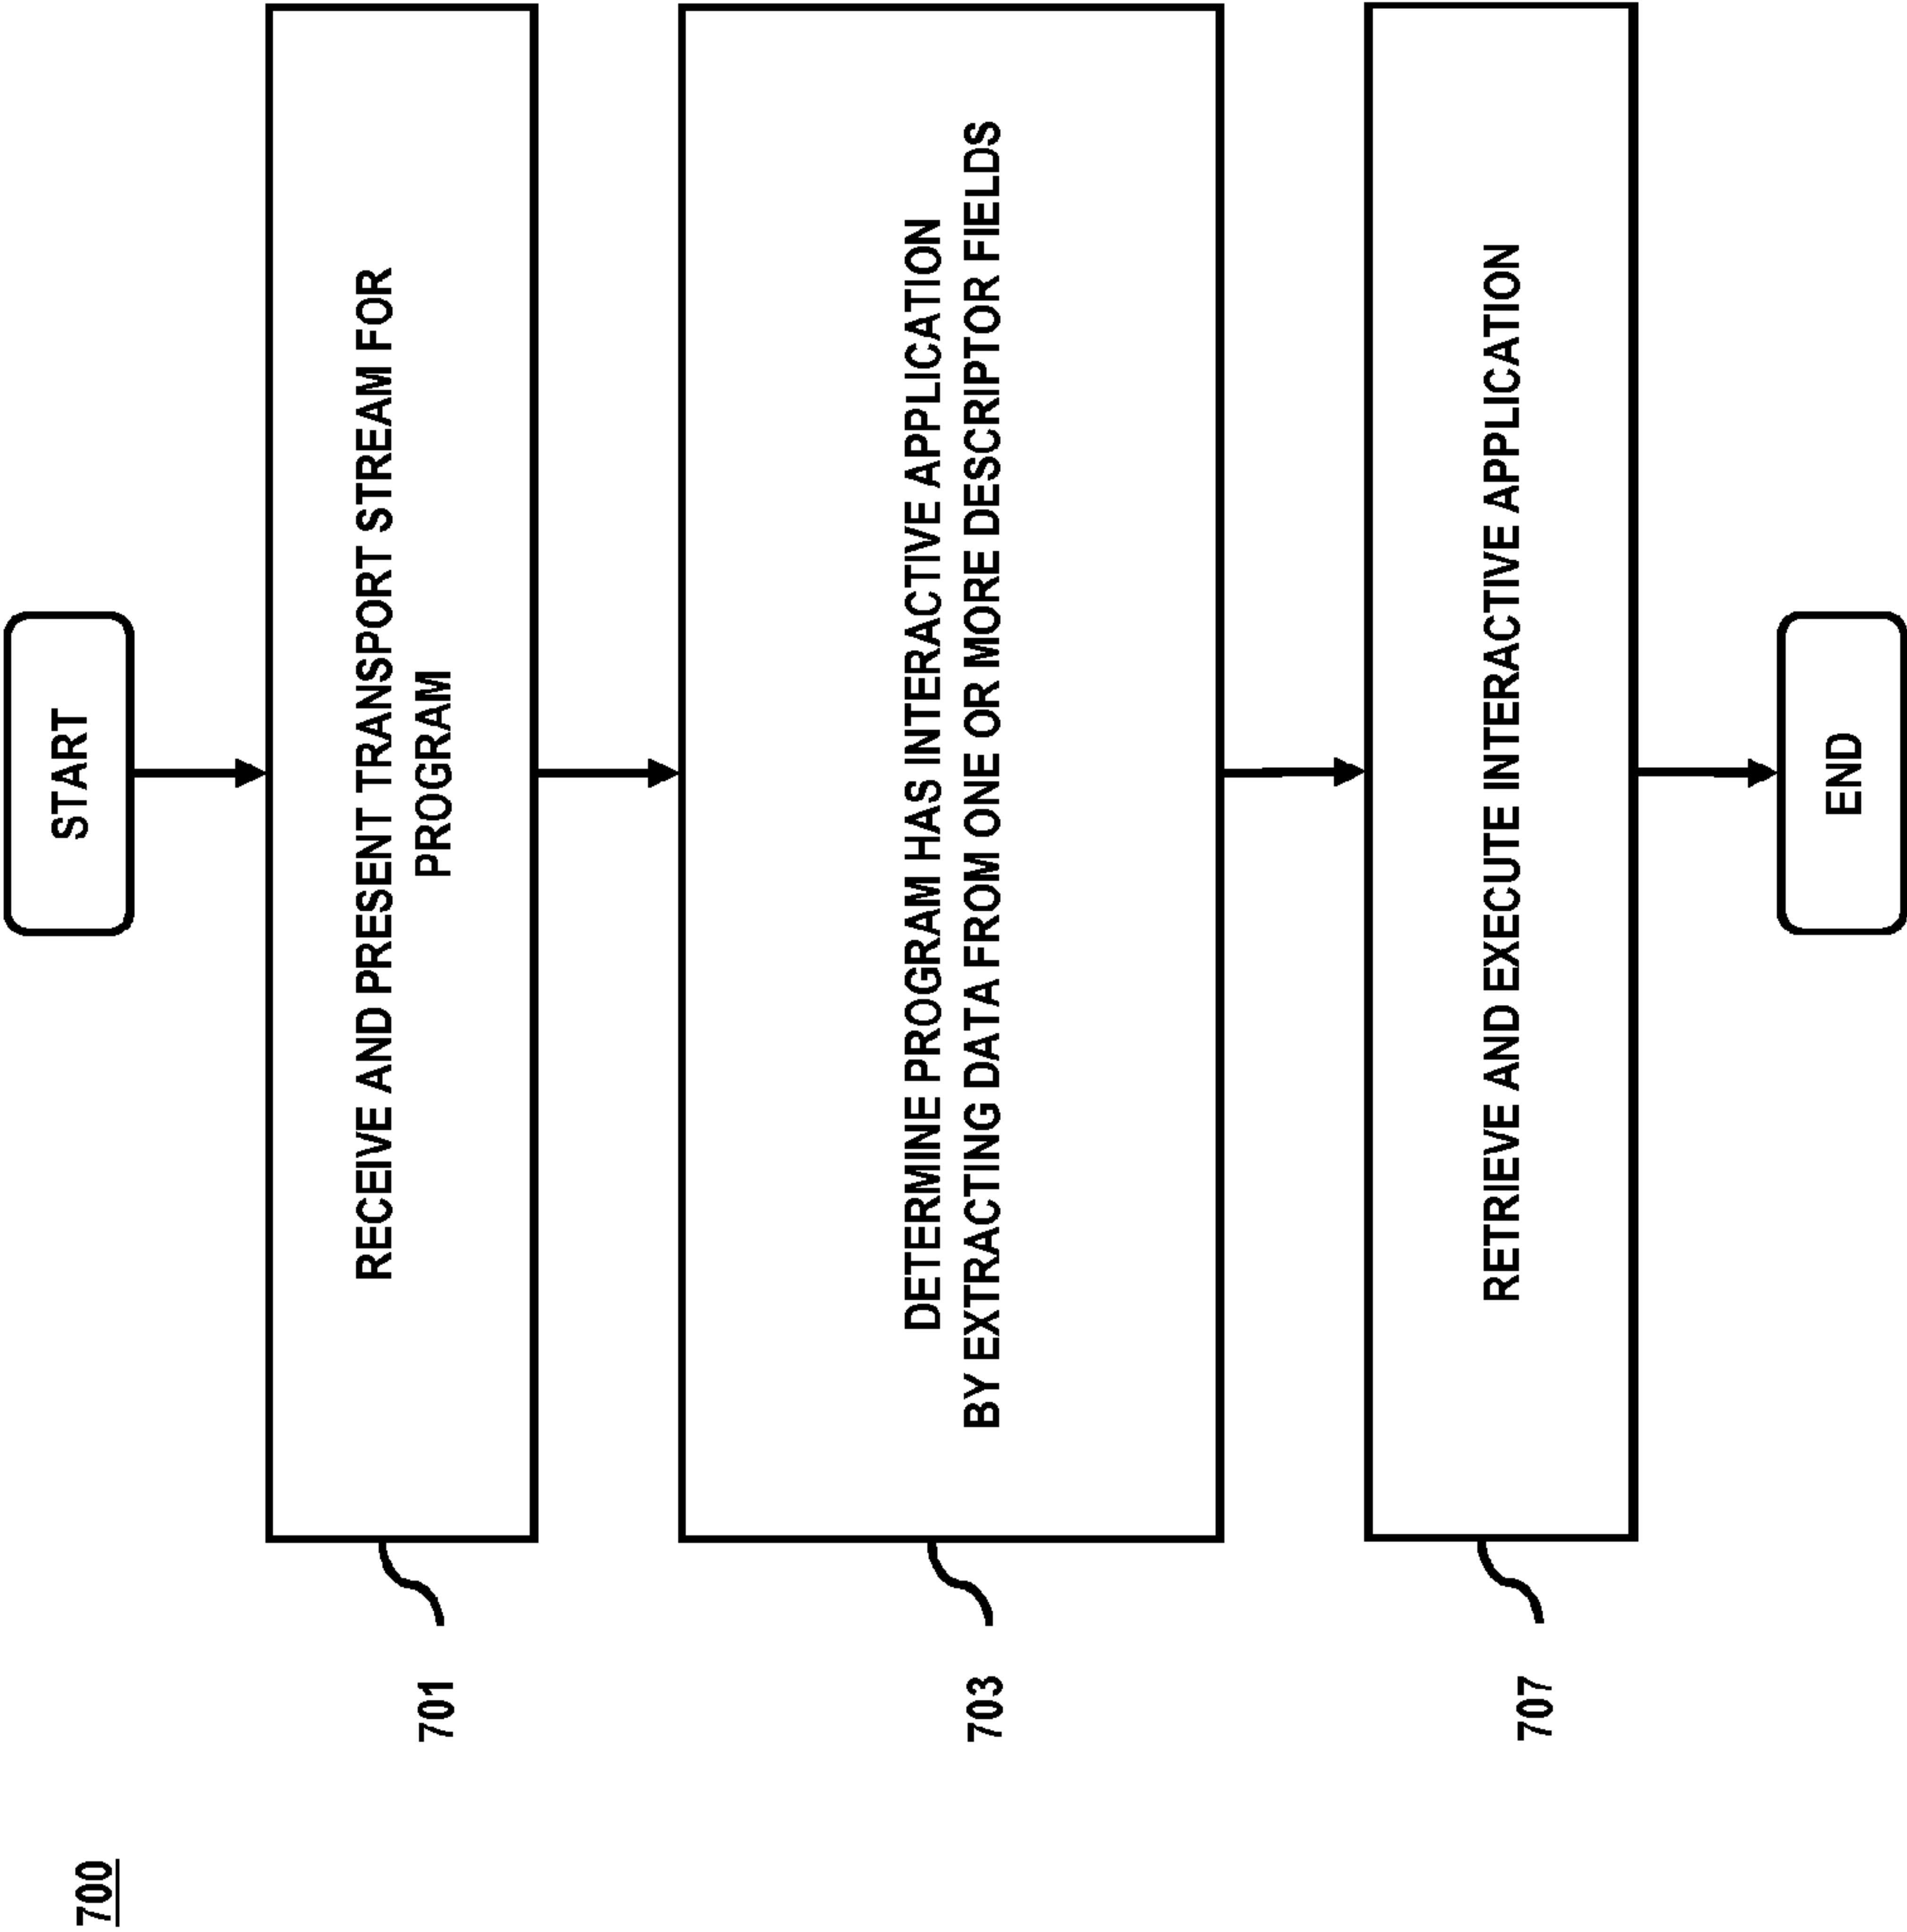 700
START
701
RECEIVE AND PRESENT TRANSPORT STREAM FOR
PROGRAM
703
DETERMINE PROGRAM HAS INTERACTIVE APPLICATION
BY EXTRACTING DATA FROM ONE OR MORE DESCRIPTOR FIELDS
707
RETRIEVE AND EXECUTE INTERACTIVE APPLICATION
END